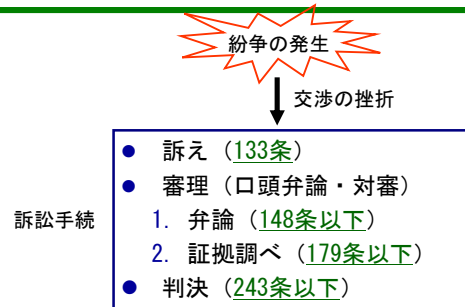 紛争の発生
交渉の挫折
● 訴え（133条）
● 審理（口頭弁論・対審）
訴訟手続
1. 弁論（148条以下）
2. 証拠調べ（179条以下）
● 判決（243条以下）